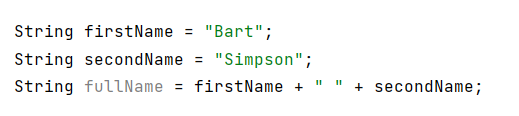 String firstName = "Bart";
String secondName = "Simpson";
String fullName = firstName + " " + secondName;